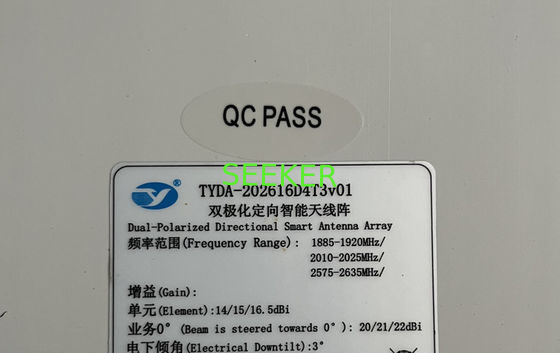 QC PASS
SEEKER
TYDA-202616D4T3v01
双极化定向智能天线阵
Dual-Polarized Directional Smart Antenna Array
频率范围(Frequency Range): 1885-1920MHz/
2010-2025MHz/
2575-2635MHz/
增益(Gain):
单元(Element):14/15/16.5dBi
业务0° (Beam is steered towards 0°): 20/21/22dBi
电下倾角(Electrical Downtilt):3°